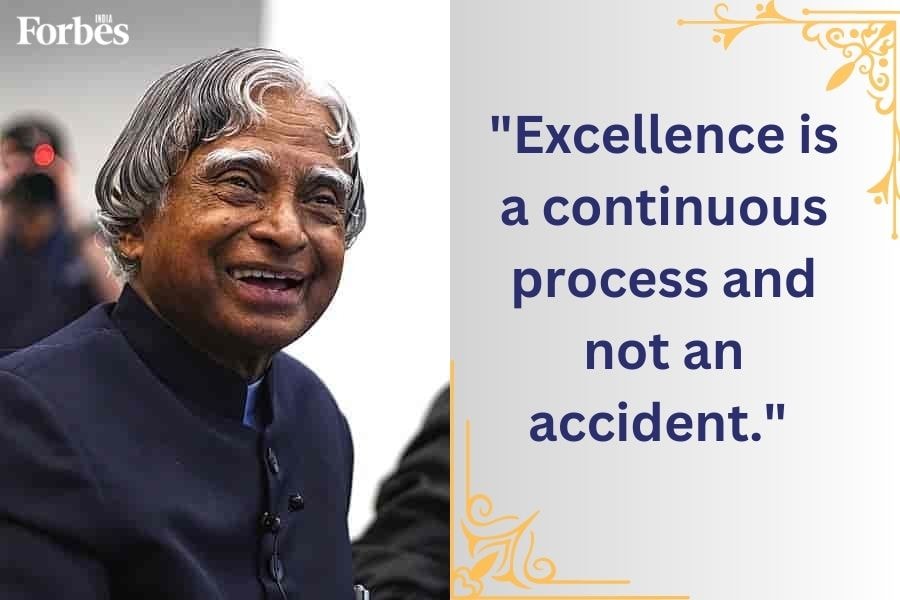 Forbes
INDIA
"Excellence is
a continuous
process and
not an
accident."